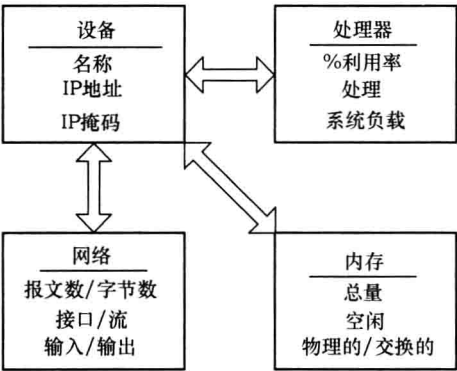 设备
名称
IP地址
IP掩码
处理器
%利用率
处理
系统负载
网络
报文数/字节数
接口/流
输入/输出
内存
总量
空闲
物理的/交换的